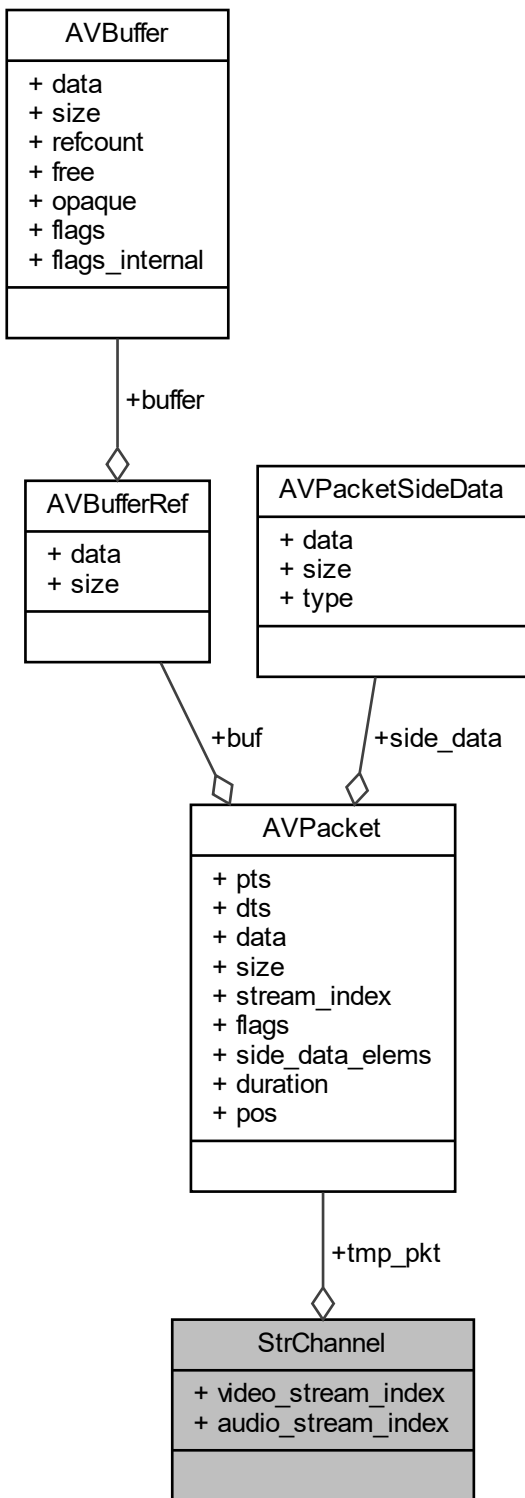 AVBuffer
+ data
+ size
+ refcount
+ free
+ opaque
+ flags
+ flags_internal
+buffer
AVBufferRef
+ data
+ size
AVPacketSideData
+ data
+ size
+ type
+buf
+side_data
AVPacket
+ pts
+ dts
+ data
+ size
+ stream_index
+ flags
+ side_data_elems
+ duration
+ pos
+tmp_pkt
StrChannel
+ video_stream_index
+ audio_stream_index